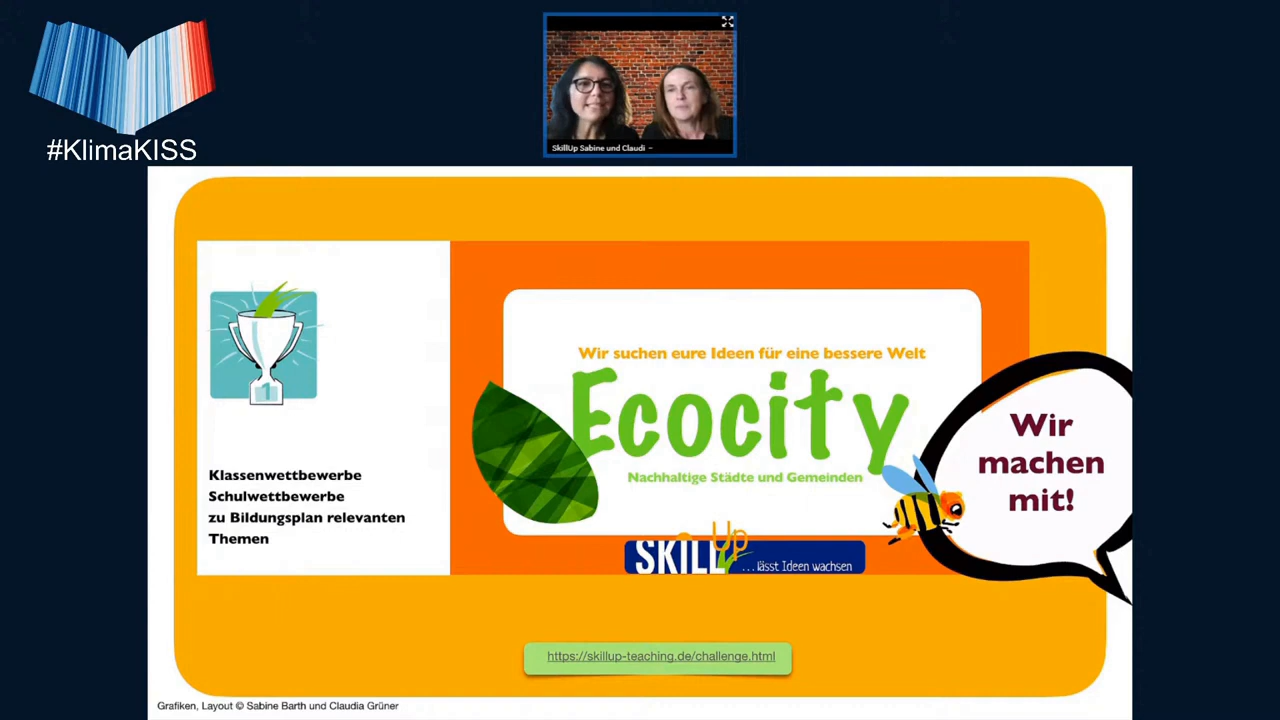 #KlimaKISS
SkillUp Sabine und Claudi –
Wir suchen eure Ideen für eine bessere Welt
Ecocity
Nachhaltige Städte und Gemeinden
1
Klassenwettbewerbe
Schulwettbewerbe
zu Bildungsplan relevanten
Themen
Wir
machen
mit!
SKILL Up
...lässt Ideen wachsen
https://skillup-teaching.de/challenge.html
Grafiken, Layout © Sabine Barth und Claudia Grüner